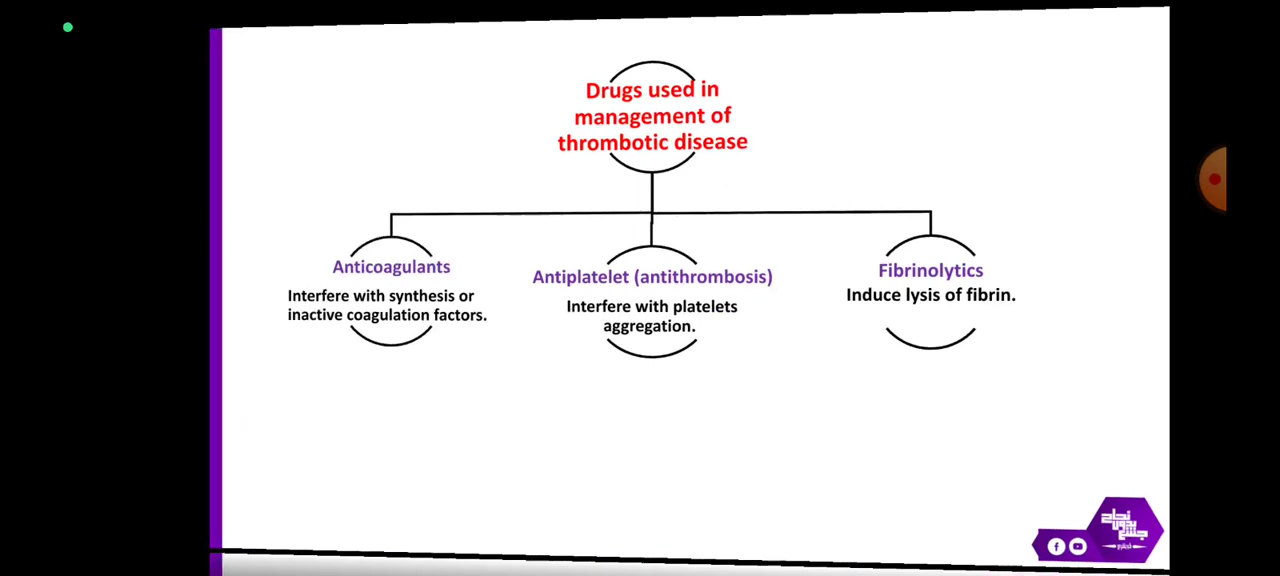 Drugs used in
management of
thrombotic disease
Anticoagulants
Interfere with synthesis or
inactive coagulation factors.
Antiplatelet (antithrombosis)
Interfere with platelets
aggregation.
Fibrinolytics
Induce lysis of fibrin.